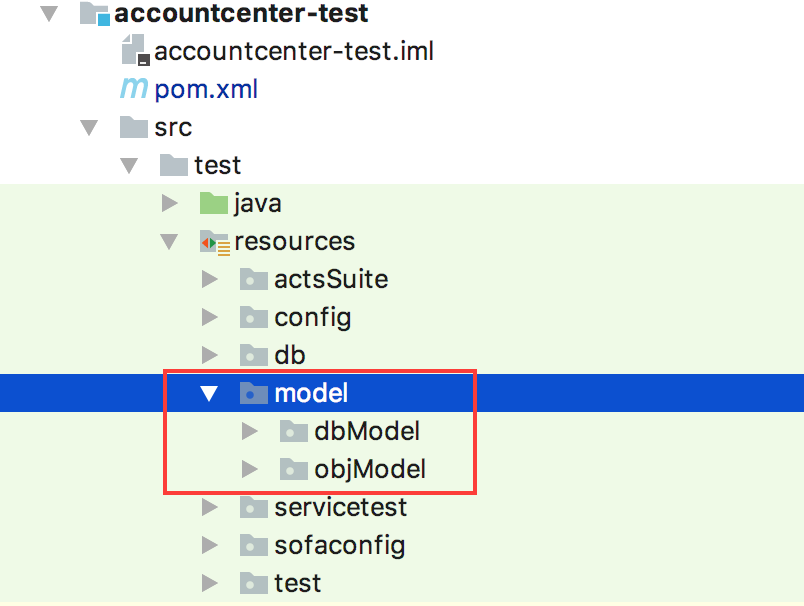 accountcenter-test
accountcenter-test.iml
pom.xml
src
test
java
resources
actsSuite
config
db
model
dbModel
objModel
servicetest
sofaconfig
test